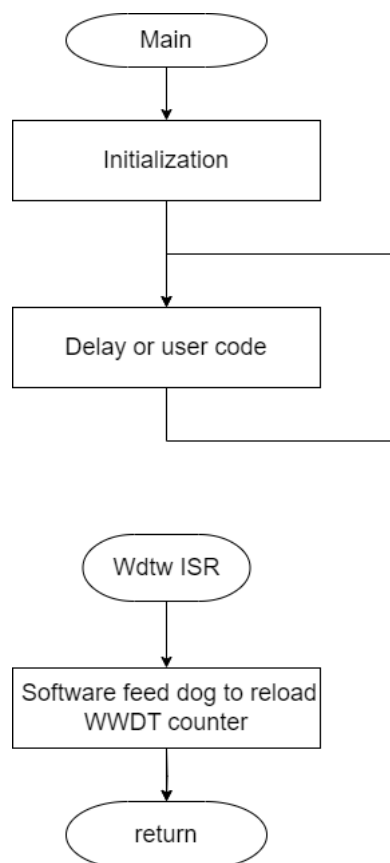 Main
Initialization
Delay or user code
Wdtw ISR
Software feed dog to reload
WWDT counter
return